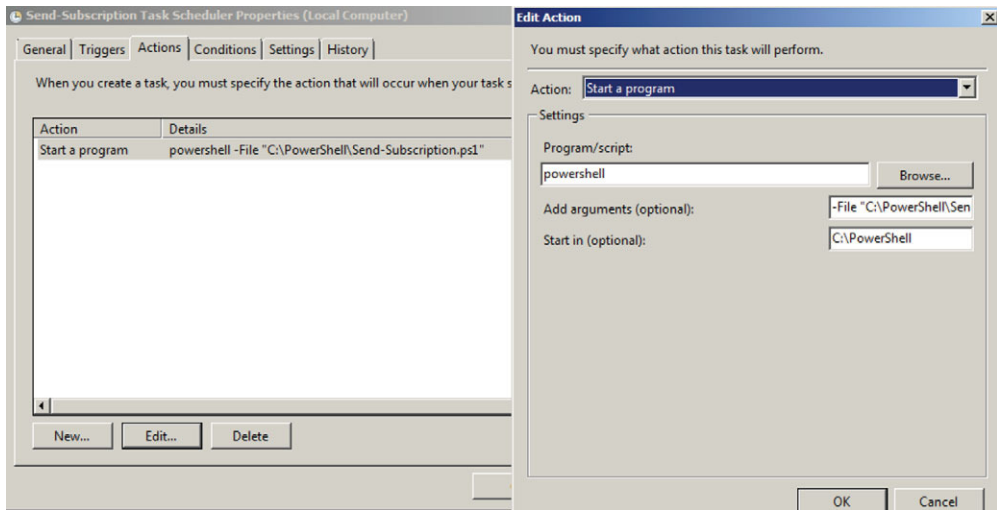 Send-Subscription Task Scheduler Properties (Local Computer)
General
Triggers
Actions
Conditions
Settings
History
When you create a task, you must specify the action that will occur when your task s
Action
Details
Start a program
powershell -File "C:\PowerShell\Send-Subscription.ps1"
New...
Edit...
Delete
Edit Action
You must specify what action this task will perform.
Action:
Start a program
Settings
Program/script:
powershell
Browse...
Add arguments (optional):
-File "C:\PowerShell\Sen
Start in (optional):
C:\PowerShell
OK
Cancel